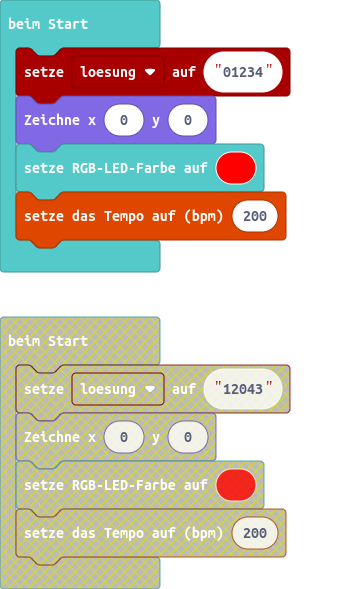 beim Start
setze loesung auf "01234"
Zeichne x 0 y 0
setze RGB-LED-Farbe auf
setze das Tempo auf (bpm) 200
beim Start
setze loesung auf "12043"
Zeichne x 0 y 0
setze RGB-LED-Farbe auf
setze das Tempo auf (bpm) 200